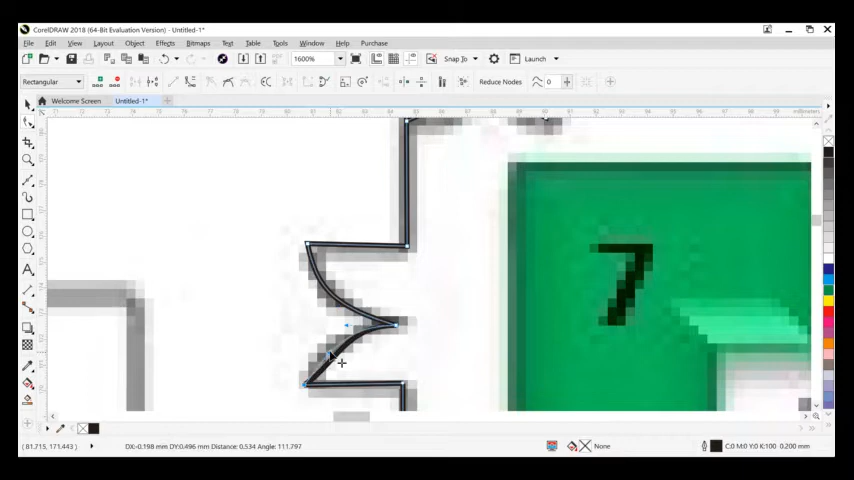 CorelDRAW 2018 (64-Bit Evaluation Version) - Untitled-1*
File Edit View Layout Object Effects Bitmaps Text Table Tools Window Help Purchase
1600% Snap To Launch
Rectangular Reduce Nodes 0
Welcome Screen Untitled-1*
millimeters
7
( 81.715, 171.443 ) DX:-0.198 mm DY:0.496 mm Distance: 0.534 Angle: 111.797 None C:0 M:0 Y:0 K:100 0.200 mm